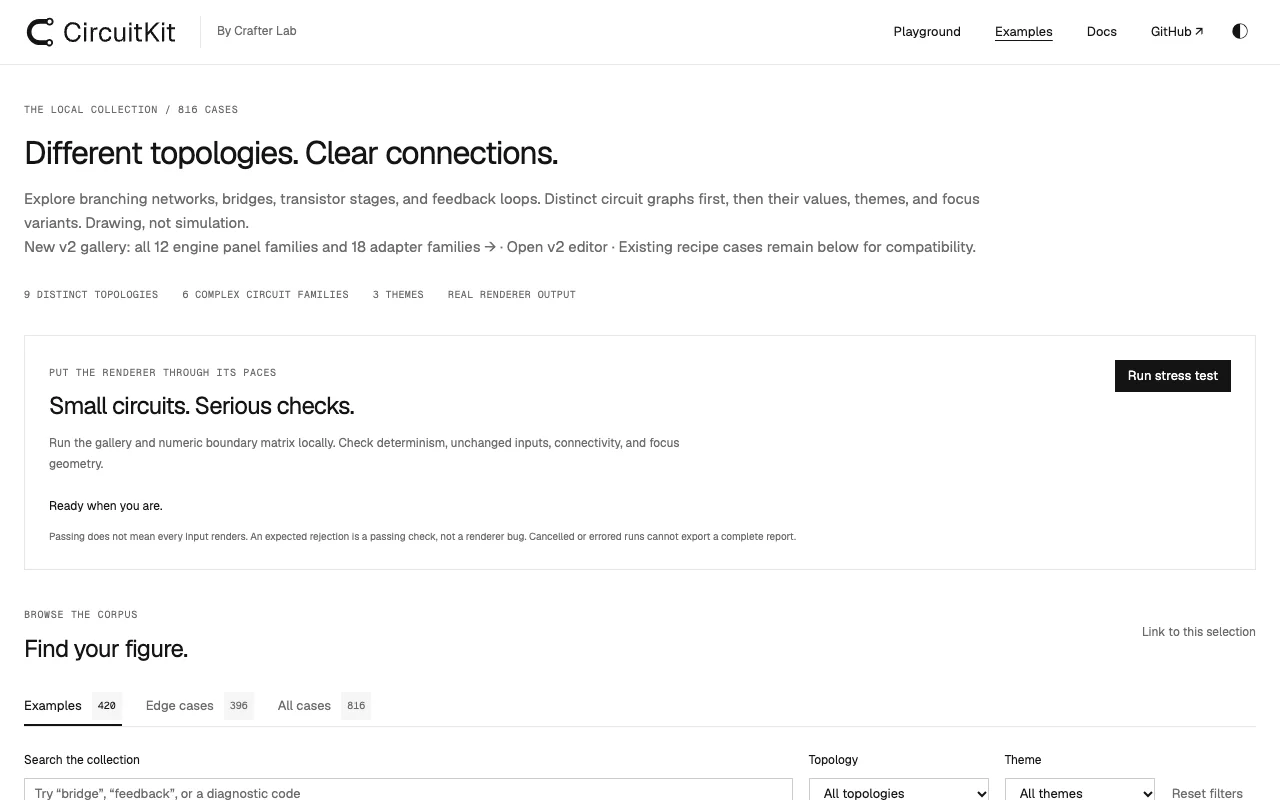 CircuitKit
By Crafter Lab
Playground
Examples
Docs
GitHub ↗
THE LOCAL COLLECTION / 816 CASES
Different topologies. Clear connections.
Explore branching networks, bridges, transistor stages, and feedback loops. Distinct circuit graphs first, then their values, themes, and focus
variants. Drawing, not simulation.
New v2 gallery: all 12 engine panel families and 18 adapter families → · Open v2 editor · Existing recipe cases remain below for compatibility.
9 DISTINCT TOPOLOGIES
6 COMPLEX CIRCUIT FAMILIES
3 THEMES
REAL RENDERER OUTPUT
PUT THE RENDERER THROUGH ITS PACES
Run stress test
Small circuits. Serious checks.
Run the gallery and numeric boundary matrix locally. Check determinism, unchanged inputs, connectivity, and focus
geometry.
Ready when you are.
Passing does not mean every input renders. An expected rejection is a passing check, not a renderer bug. Cancelled or errored runs cannot export a complete report.
BROWSE THE CORPUS
Find your figure.
Link to this selection
Examples 420
Edge cases 396
All cases 816
Search the collection
Topology
Theme
Try “bridge”, “feedback”, or a diagnostic code
All topologies
All themes
Reset filters